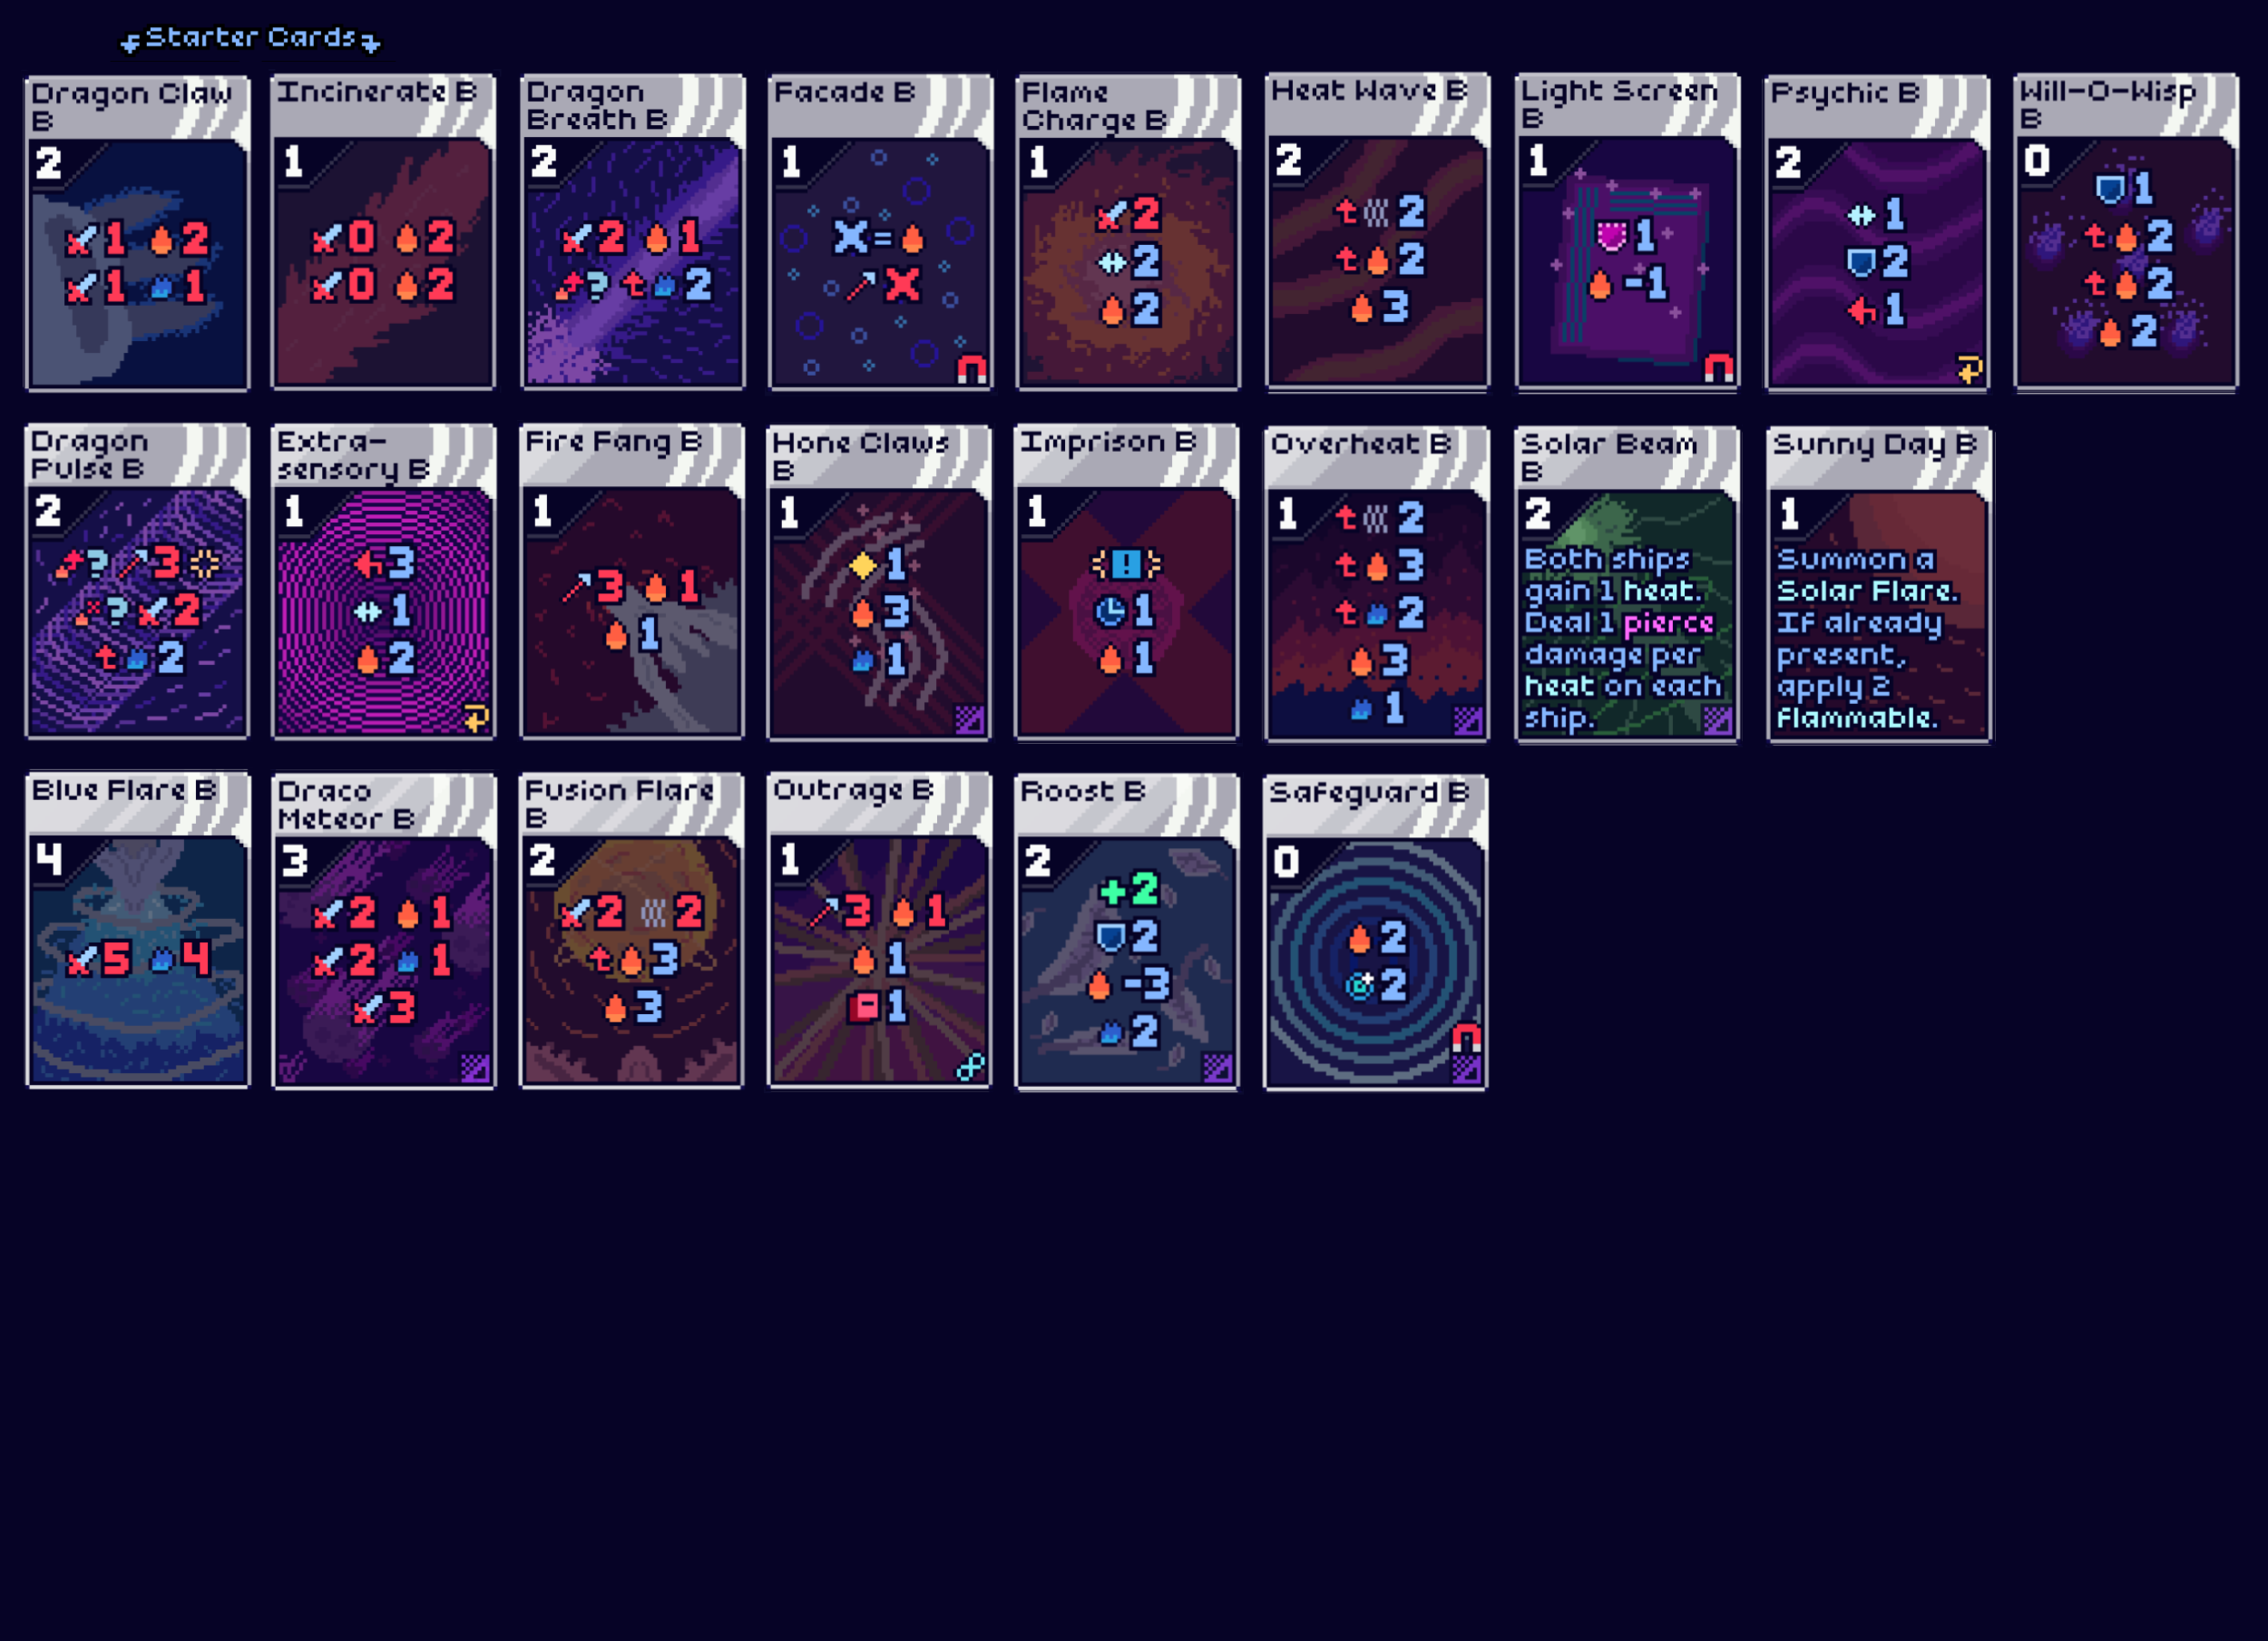 Starter Cards
Dragon Claw
B
2
1 2
1 1
Incinerate B
1
0 2
0 2
Dragon
Breath B
2
2 1
? 2
Facade B
1
=
Flame
Charge B
1
2
2
2
Heat Wave B
2
2
2
3
Light Screen
B
1
1
-1
Psychic B
2
1
2
1
Will-O-Wisp
B
0
1
2
2
2
Dragon
Pulse B
2
? 3
? 2
2
Extra-
sensory B
1
3
1
2
Fire Fang B
1
3 1
1
Hone Claws
B
1
1
3
1
Imprison B
1
!
1
1
Overheat B
1
2
3
2
3
1
Solar Beam
B
2
Both ships
gain 1 heat.
Deal 1 pierce
damage per
heat on each
ship.
Sunny Day B
1
Summon a
Solar Flare.
If already
present,
apply 2
flammable.
Blue Flare B
4
5 4
Draco
Meteor B
3
2 1
2 1
3
Fusion Flare
B
2
2 2
3
3
Outrage B
1
3 1
1
1
Roost B
2
+2
2
-3
2
Safeguard B
0
2
2